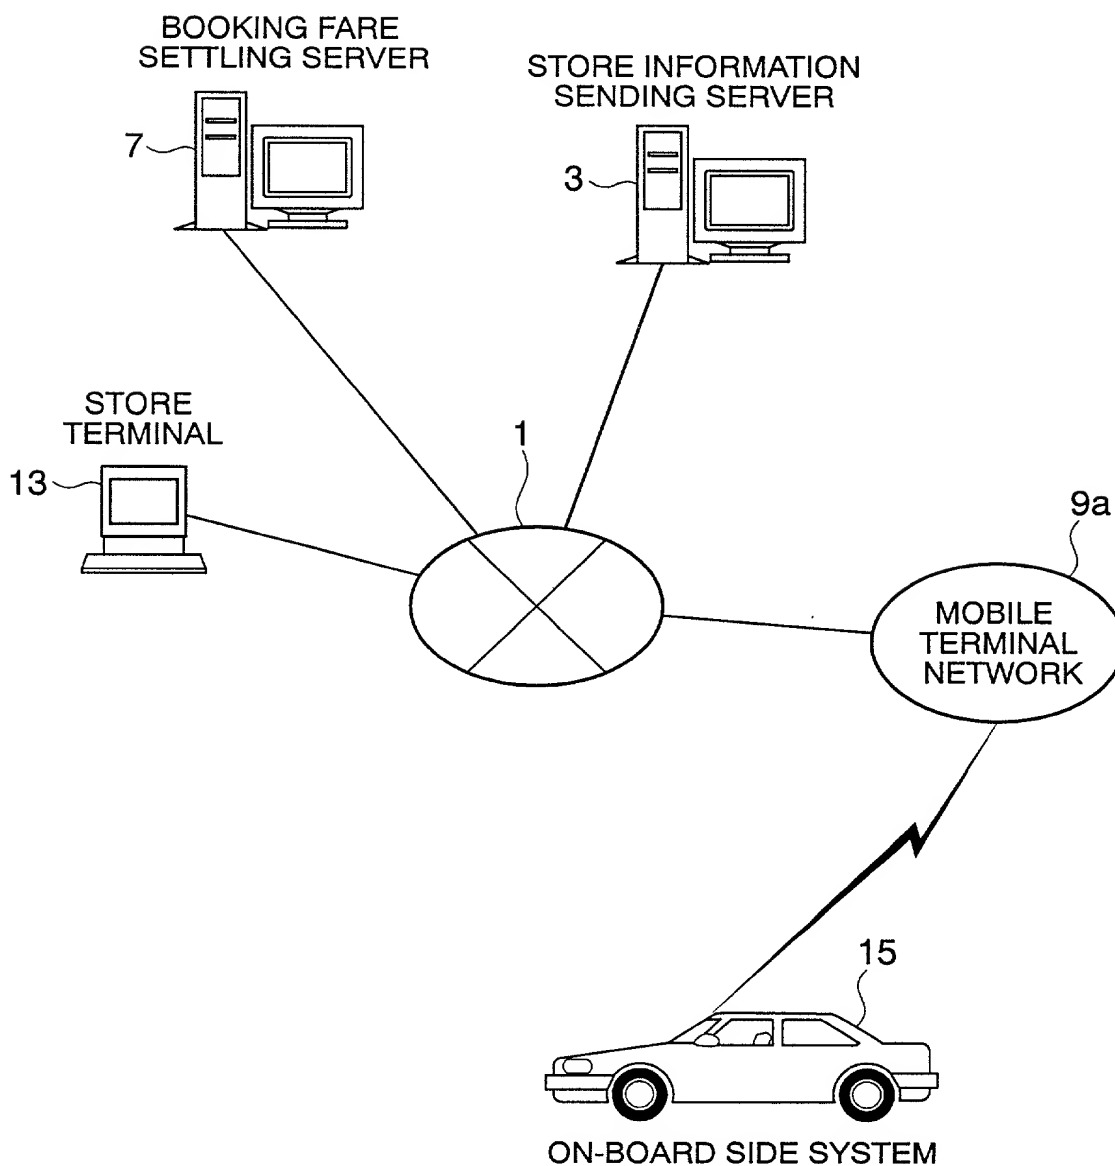 BOOKING FARE
SETTLING SERVER
7
STORE INFORMATION
SENDING SERVER
3
STORE
TERMINAL
13
1
9a
MOBILE
TERMINAL
NETWORK
15
ON-BOARD SIDE SYSTEM